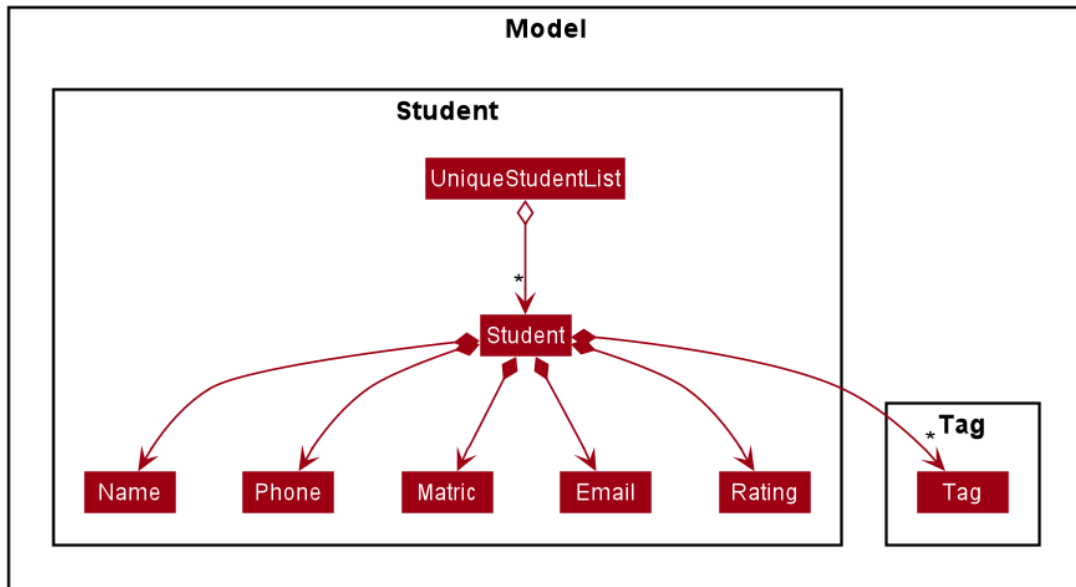 Model
Student
UniqueStudentList
*
Student
* Tag
Name Phone Matric Email Rating Tag